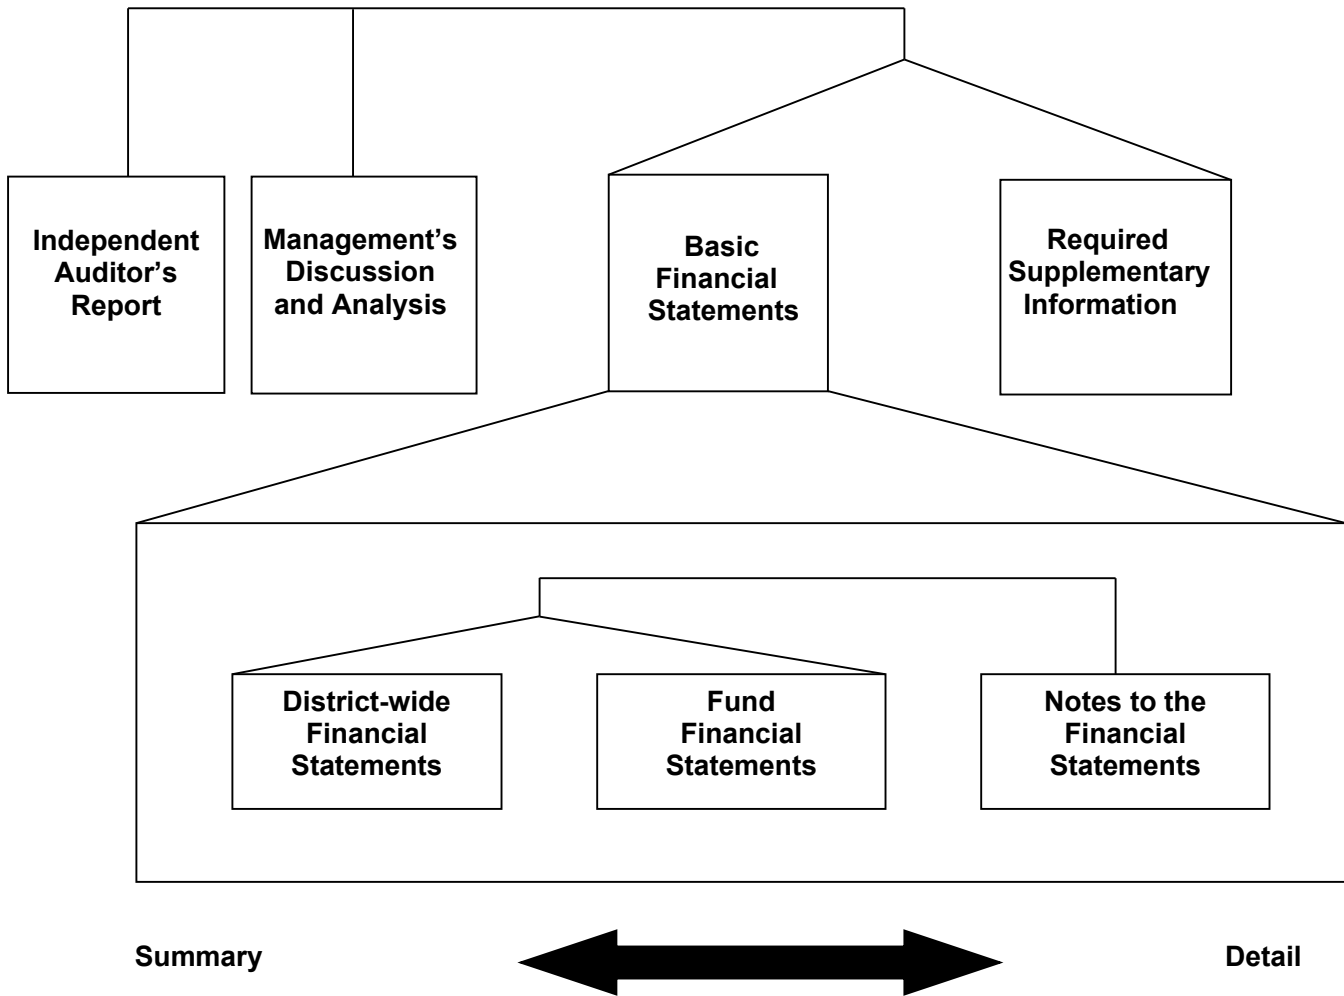 Independent
Auditor’s
Report
Management’s
Discussion
and Analysis
Basic
Financial
Statements
Required
Supplementary
Information
District-wide
Financial
Statements
Fund
Financial
Statements
Notes to the
Financial
Statements
Summary
Detail